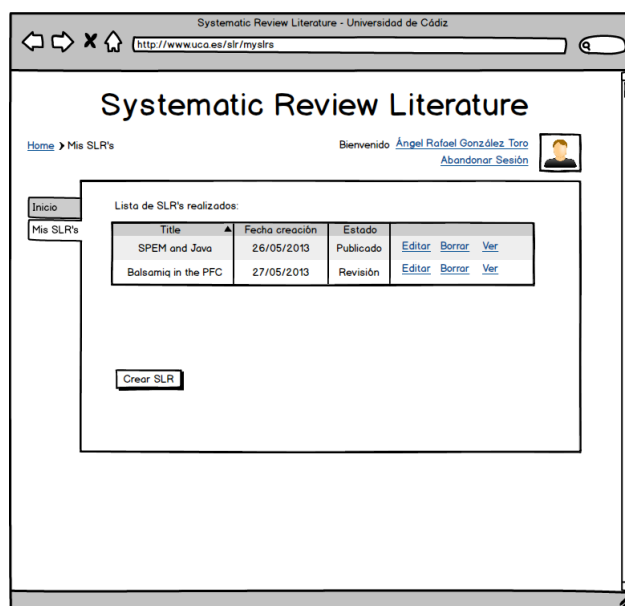 Systematic Review Literature - Universidad de Cádiz
http://www.uca.es/slr/myslrs
Systematic Review Literature
Home Mis SLR's
Bienvenido Ángel Rafael González Toro
Abandonar Sesión
Inicio
Mis SLR's
Lista de SLR's realizados:
Title Fecha creación Estado
SPEM and Java 26/05/2013 Publicado Editar Borrar Ver
Balsamiq in the PFC 27/05/2013 Revisión Editar Borrar Ver
Crear SLR